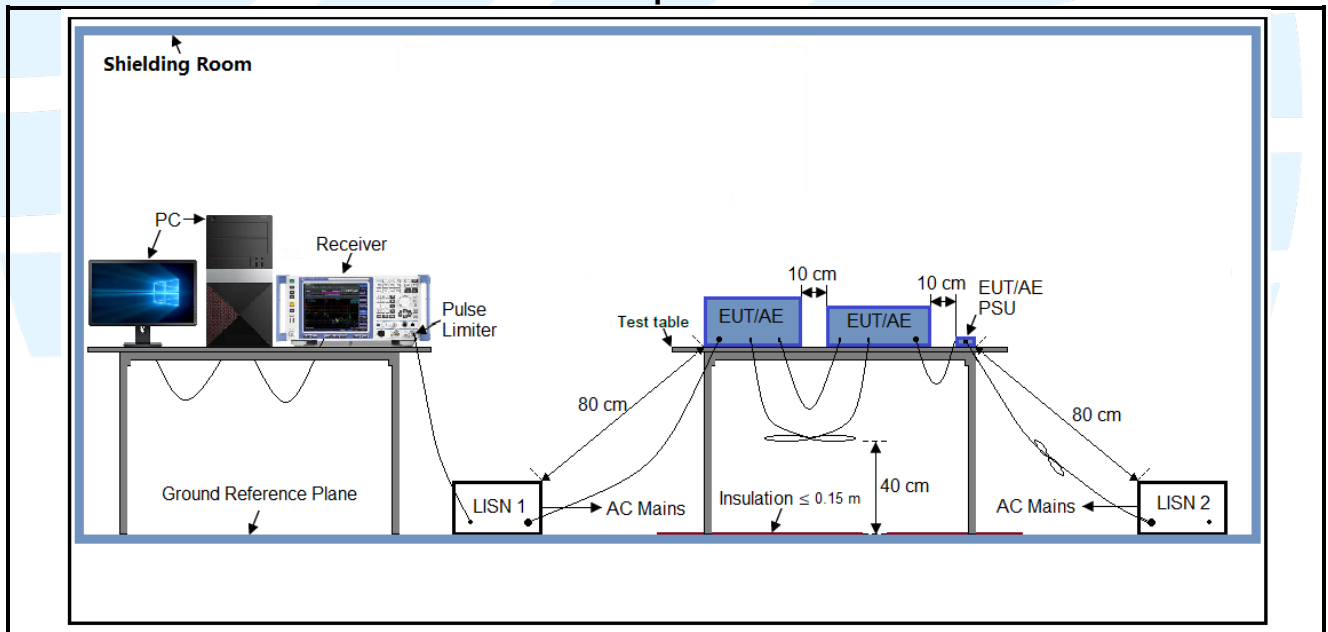 Shielding Room
PC
Receiver
Pulse
Limiter
10 cm
10 cm
EUT/AE
PSU
Test table
EUT/AE
EUT/AE
80 cm
80 cm
Ground Reference Plane
LISN 1
AC Mains
Insulation ≤ 0.15 m
40 cm
AC Mains
LISN 2